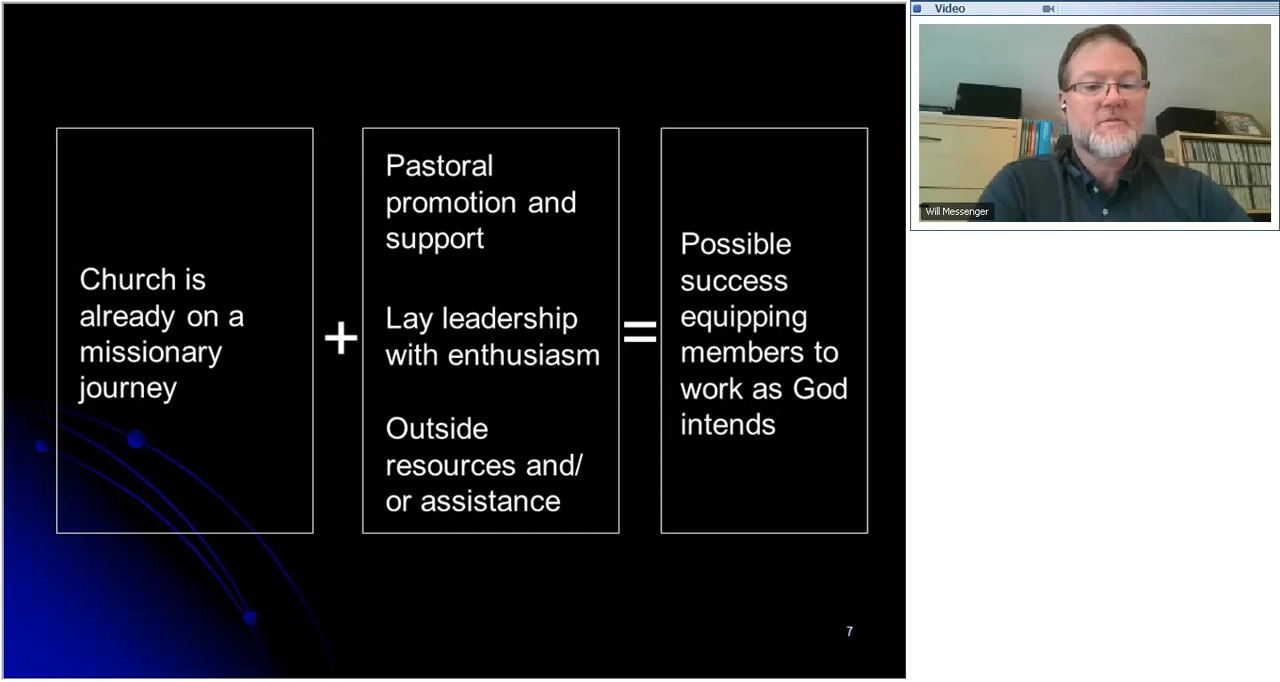 Church is
already on a
missionary
journey
+
Pastoral
promotion and
support
Lay leadership
with enthusiasm
Outside
resources and/
or assistance
=
Possible
success
equipping
members to
work as God
intends
7
Video
Will Messenger